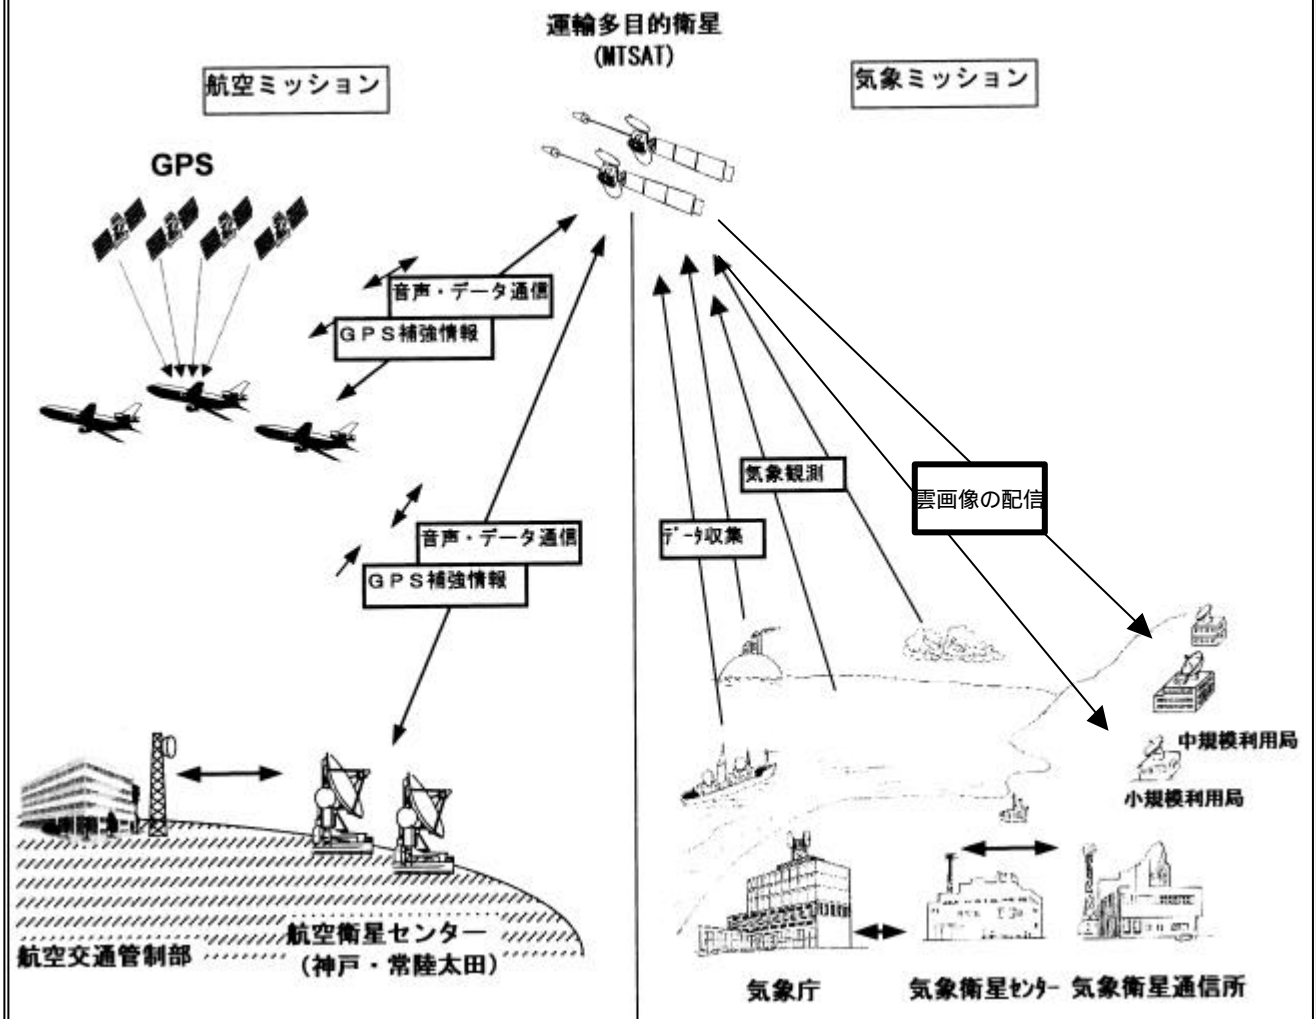 運輸多目的衛星
(MTSAT)
航空ミッション
気象ミッション
GPS
音声・データ通信
GPS補強情報
音声・データ通信
GPS補強情報
気象観測
雲画像の配信
ﾃﾞｰﾀ収集
中規模利用局
小規模利用局
航空交通管制部
航空衛星センター
(神戸・常陸太田)
気象庁
気象衛星ｾﾝﾀｰ
気象衛星通信所